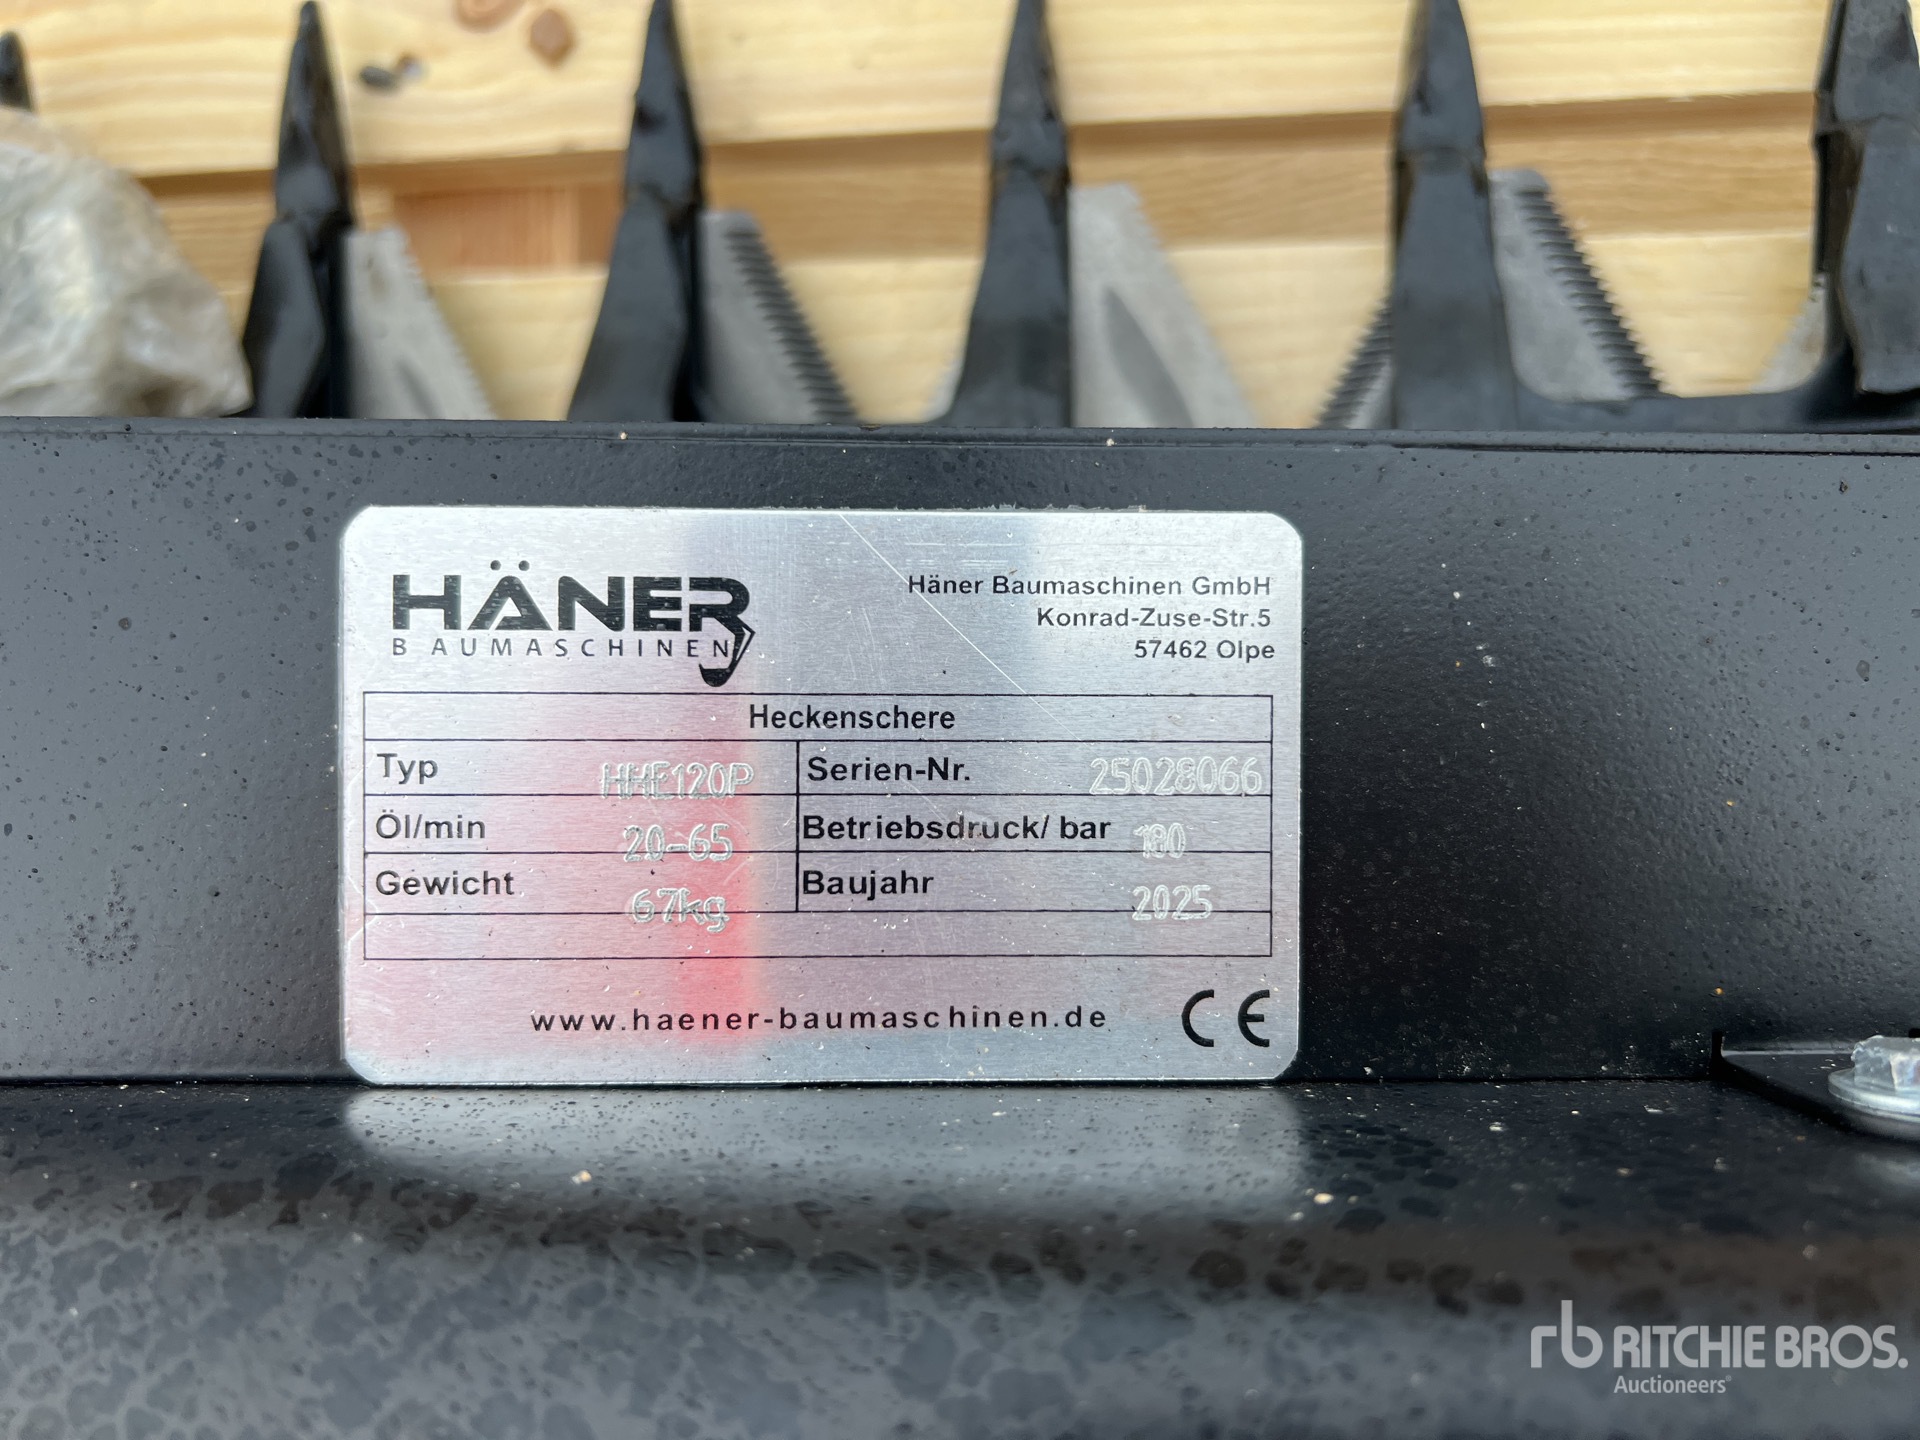 HÄNER
BAUMASCHINEN
Häner Baumaschinen GmbH
Konrad-Zuse-Str.5
57462 Olpe
Heckenschere
Typ HHE120P Serien-Nr. 25028066
Öl/min 20-65 Betriebsdruck/ bar 180
Gewicht 67kg Baujahr 2025
www.haener-baumaschinen.de CE
rb RITCHIE BROS.
Auctioneers